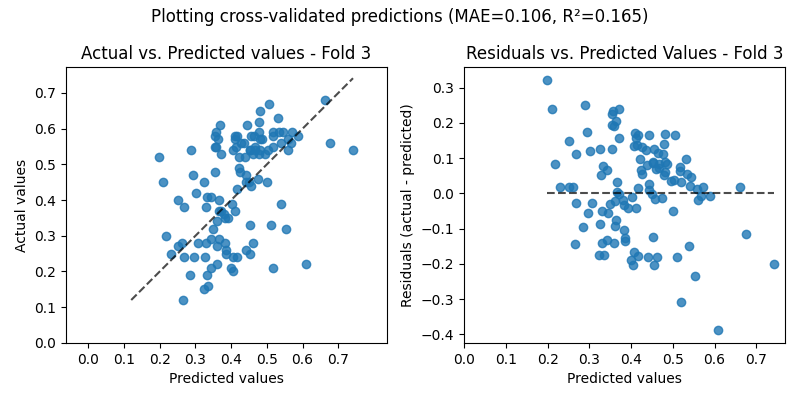 Plotting cross-validated predictions (MAE=0.106, R²=0.165)
Actual vs. Predicted values - Fold 3
Actual values
0.7
0.6
0.5
0.4
0.3
0.2
0.1
0.0
0.0 0.1 0.2 0.3 0.4 0.5 0.6 0.7
Predicted values
Residuals vs. Predicted Values - Fold 3
Residuals (actual - predicted)
0.3
0.2
0.1
0.0
−0.1
−0.2
−0.3
−0.4
0.0 0.1 0.2 0.3 0.4 0.5 0.6 0.7
Predicted values